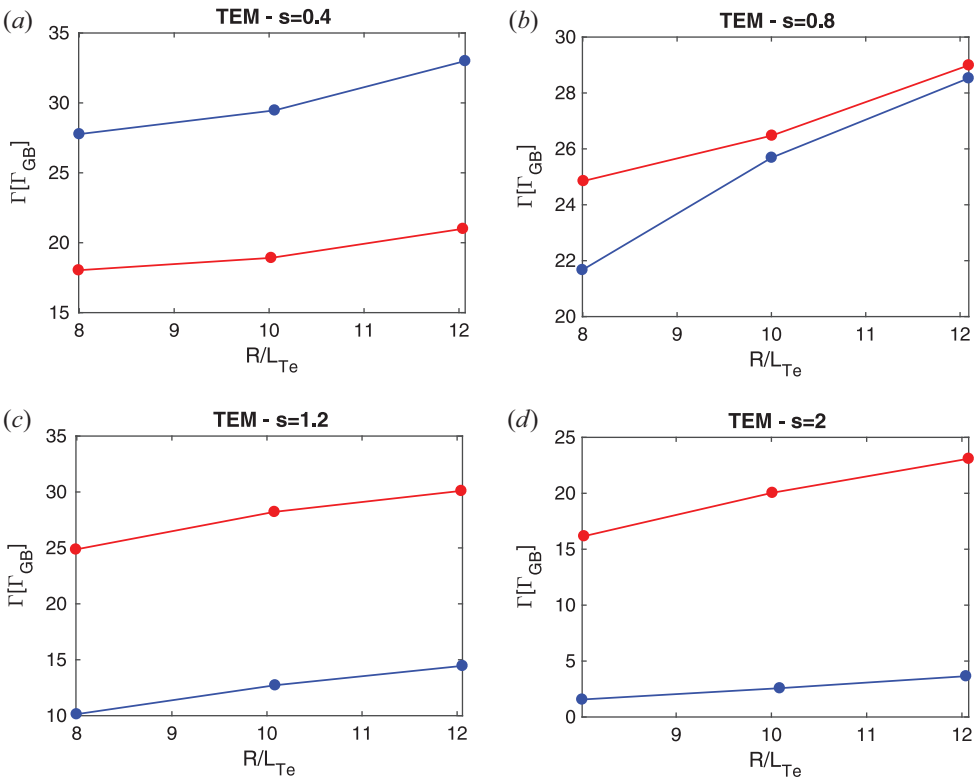 (a)
TEM - s=0.4
35
30
25
20
15
Γ[Γ_GB]
8 9 10 11 12
R/L_Te
(b)
TEM - s=0.8
30
28
26
24
22
20
Γ[Γ_GB]
8 9 10 11 12
R/L_Te
(c)
TEM - s=1.2
35
30
25
20
15
10
Γ[Γ_GB]
8 9 10 11 12
R/L_Te
(d)
TEM - s=2
25
20
15
10
5
0
Γ[Γ_GB]
9 10 11 12
R/L_Te